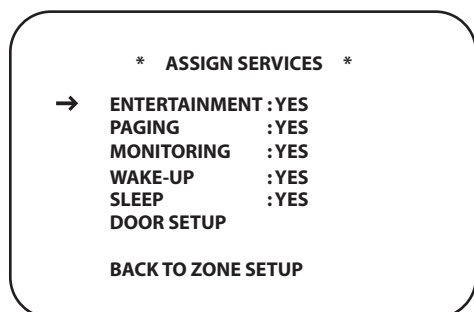 * ASSIGN SERVICES *
→ ENTERTAINMENT : YES
PAGING : YES
MONITORING : YES
WAKE-UP : YES
SLEEP : YES
DOOR SETUP
BACK TO ZONE SETUP